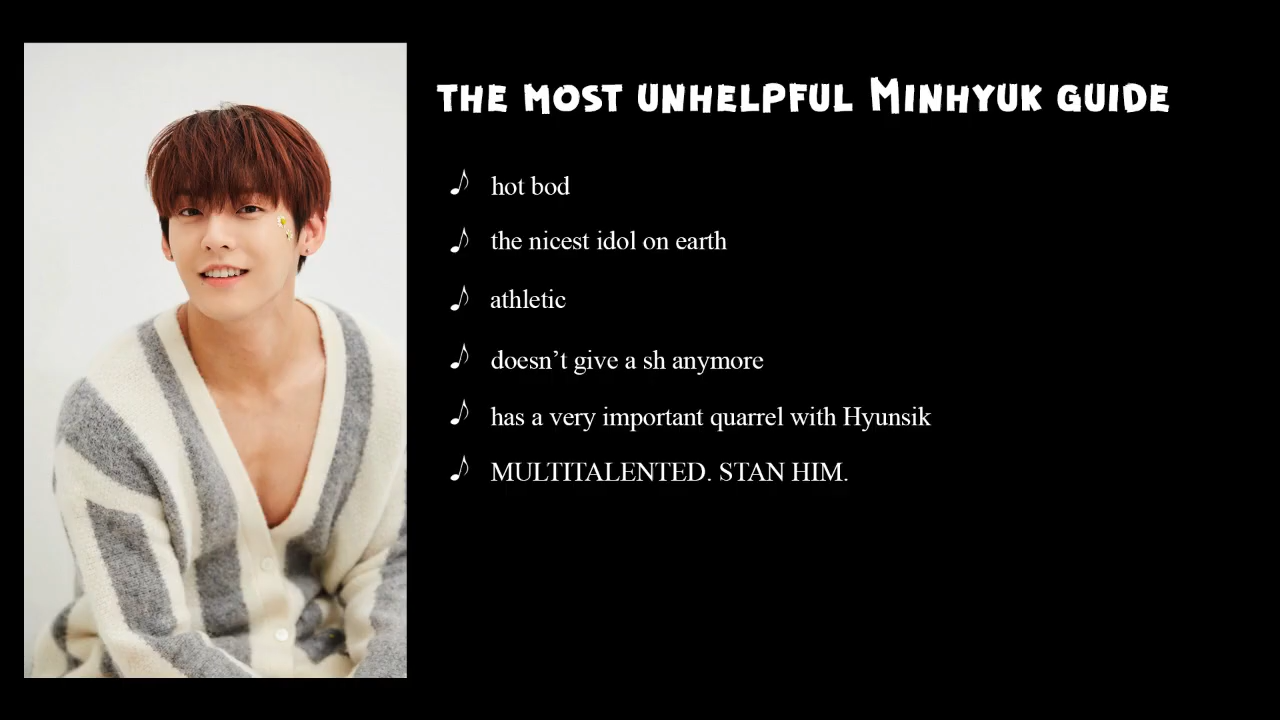 THE MOST UNHELPFUL MINHYUK GUIDE
hot bod
the nicest idol on earth
athletic
doesn’t give a sh anymore
has a very important quarrel with Hyunsik
MULTITALENTED. STAN HIM.